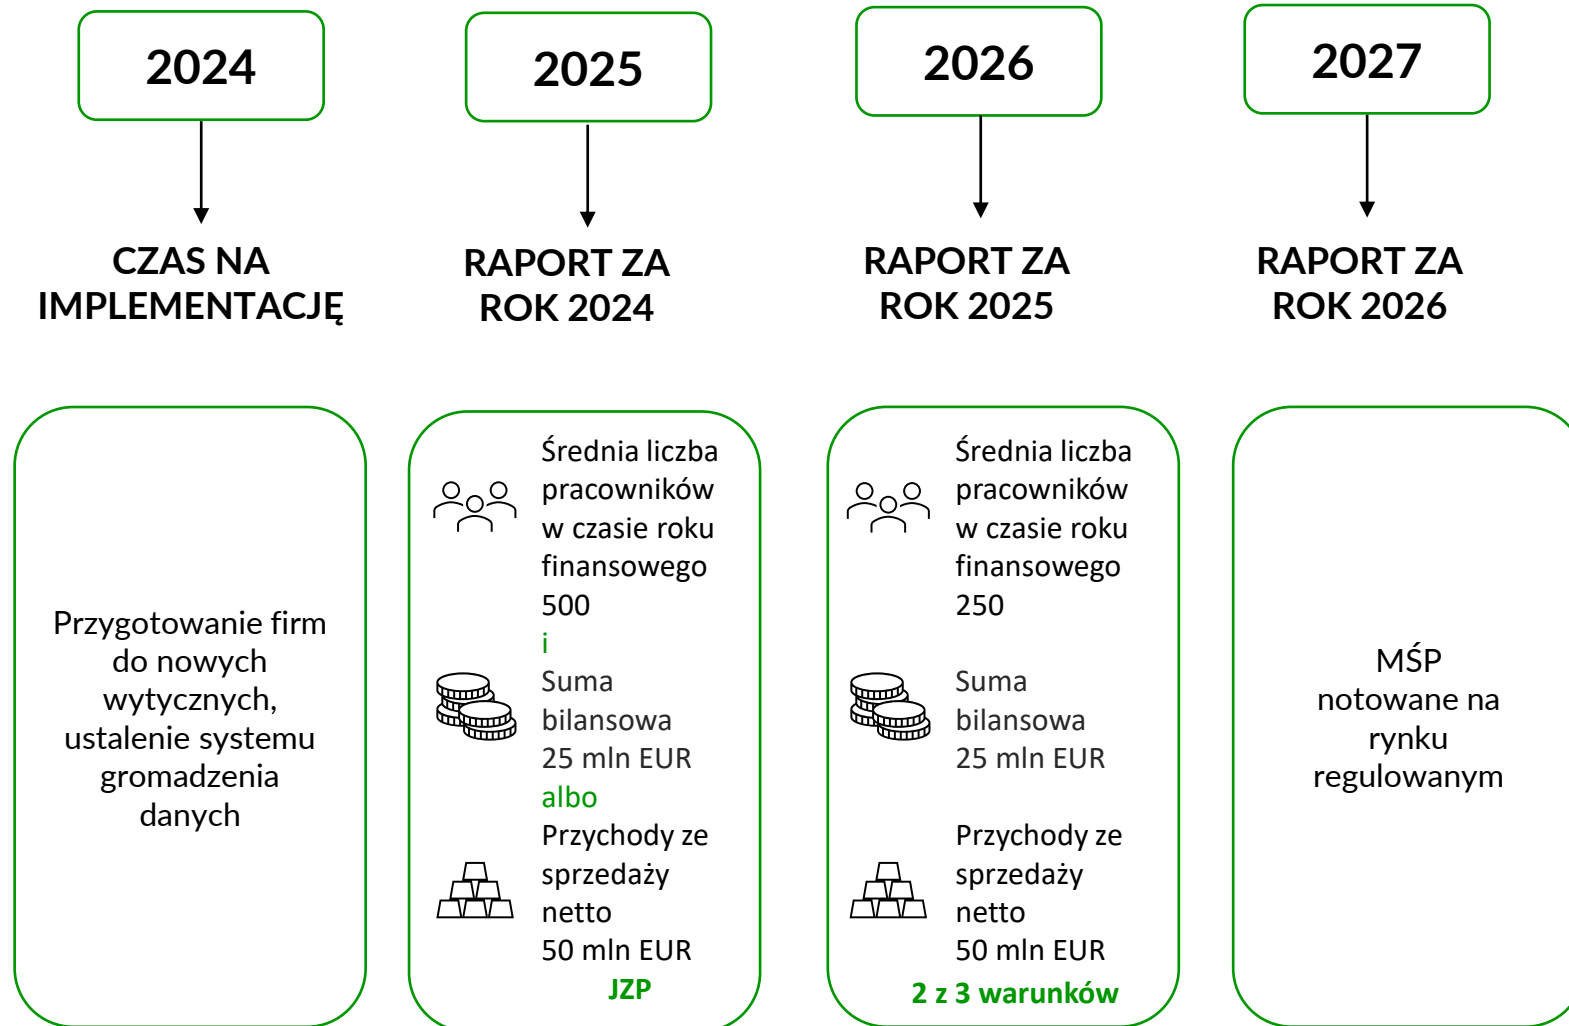 2024
CZAS NA
IMPLEMENTACJĘ
Przygotowanie firm
do nowych
wytycznych,
ustalenie systemu
gromadzenia
danych
2025
RAPORT ZA
ROK 2024
Średnia liczba
pracowników
w czasie roku
finansowego
500
i
Suma
bilansowa
25 mln EUR
albo
Przychody ze
sprzedaży
netto
50 mln EUR
JZP
2026
RAPORT ZA
ROK 2025
Średnia liczba
pracowników
w czasie roku
finansowego
250
Suma
bilansowa
25 mln EUR
Przychody ze
sprzedaży
netto
50 mln EUR
2 z 3 warunków
2027
RAPORT ZA
ROK 2026
MŚP
notowane na
rynku
regulowanym